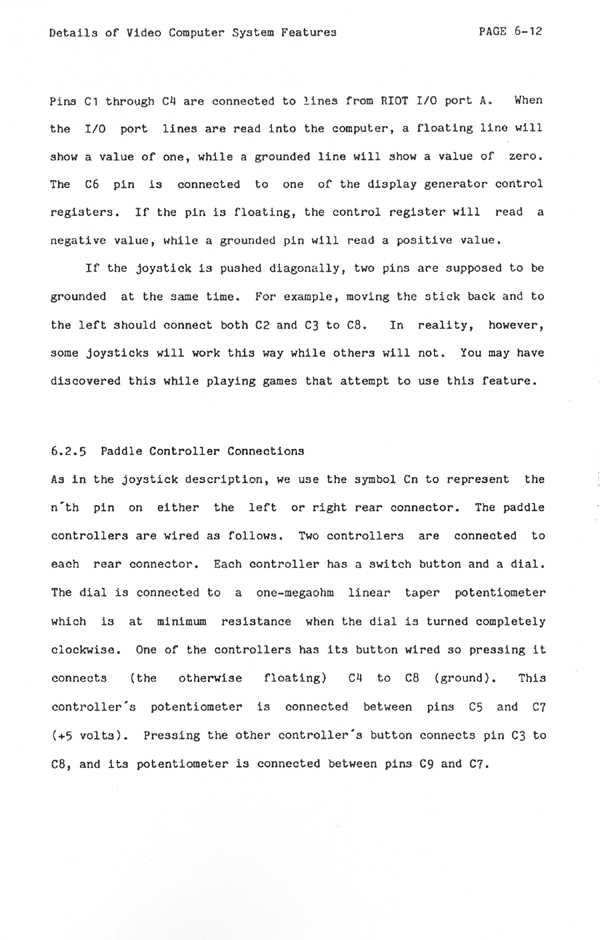 Details of Video Computer System Features PAGE 6-12
Pins C1 through C4 are connected to lines from RIOT I/O port A. When
the I/O port lines are read into the computer, a floating line will
show a value of one, while a grounded line will show a value of zero.
The C6 pin is connected to one of the display generator control
registers. If the pin is floating, the control register will read a
negative value, while a grounded pin will read a positive value.
If the joystick is pushed diagonally, two pins are supposed to be
grounded at the same time. For example, moving the stick back and to
the left should connect both C2 and C3 to C8. In reality, however,
some joysticks will work this way while others will not. You may have
discovered this while playing games that attempt to use this feature.
6.2.5 Paddle Controller Connections
As in the joystick description, we use the symbol Cn to represent the
n´th pin on either the left or right rear connector. The paddle
controllers are wired as follows. Two controllers are connected to
each rear connector. Each controller has a switch button and a dial.
The dial is connected to a one-megaohm linear taper potentiometer
which is at minimum resistance when the dial is turned completely
clockwise. One of the controllers has its button wired so pressing it
connects (the otherwise floating) C4 to C8 (ground). This
controller´s potentiometer is connected between pins C5 and C7
(+5 volts). Pressing the other controller´s button connects pin C3 to
C8, and its potentiometer is connected between pins C9 and C7.